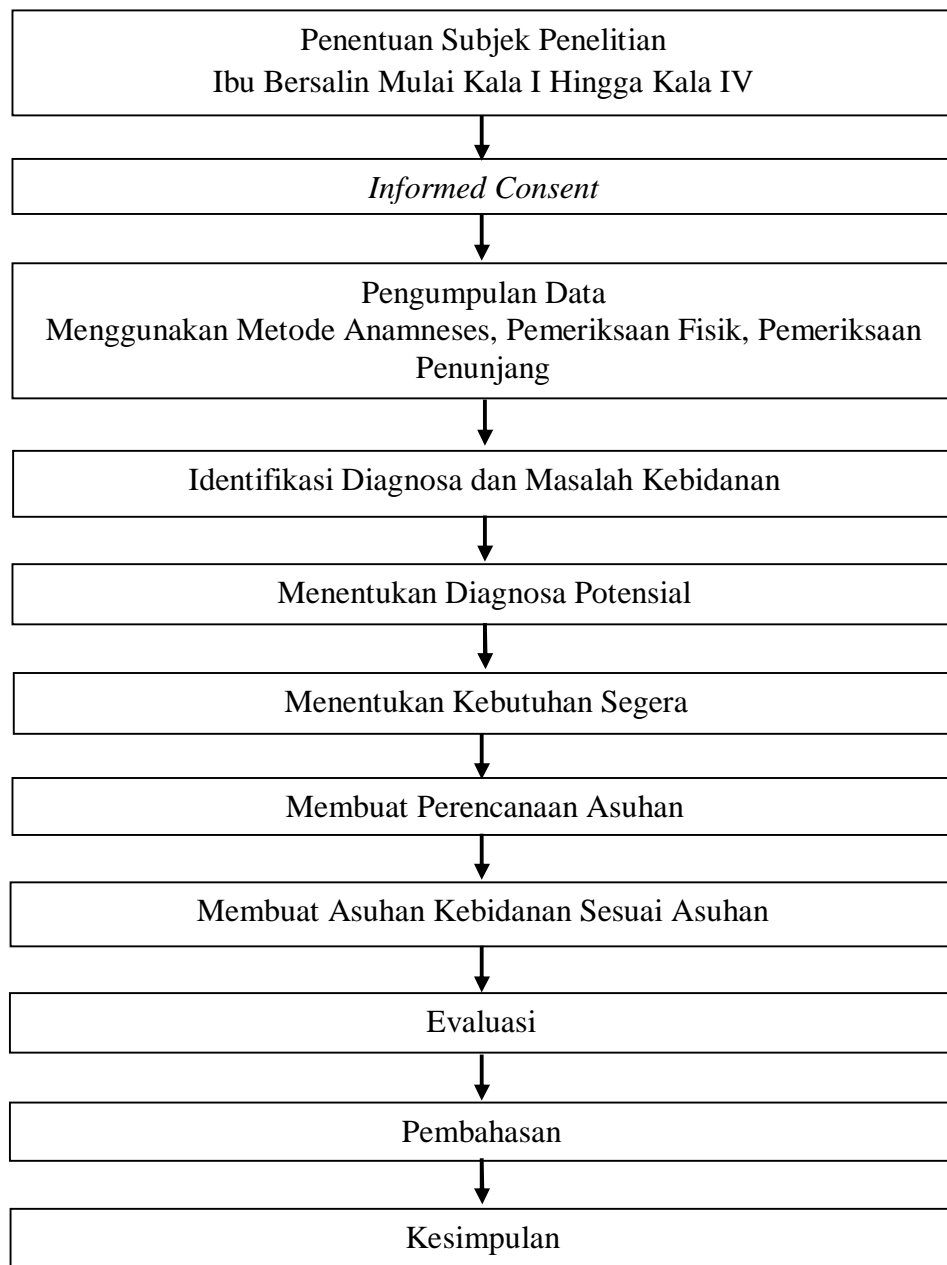 Penentuan Subjek Penelitian
Ibu Bersalin Mulai Kala I Hingga Kala IV
Informed Consent
Pengumpulan Data
Menggunakan Metode Anamneses, Pemeriksaan Fisik, Pemeriksaan
Penunjang
Identifikasi Diagnosa dan Masalah Kebidanan
Menentukan Diagnosa Potensial
Menentukan Kebutuhan Segera
Membuat Perencanaan Asuhan
Membuat Asuhan Kebidanan Sesuai Asuhan
Evaluasi
Pembahasan
Kesimpulan